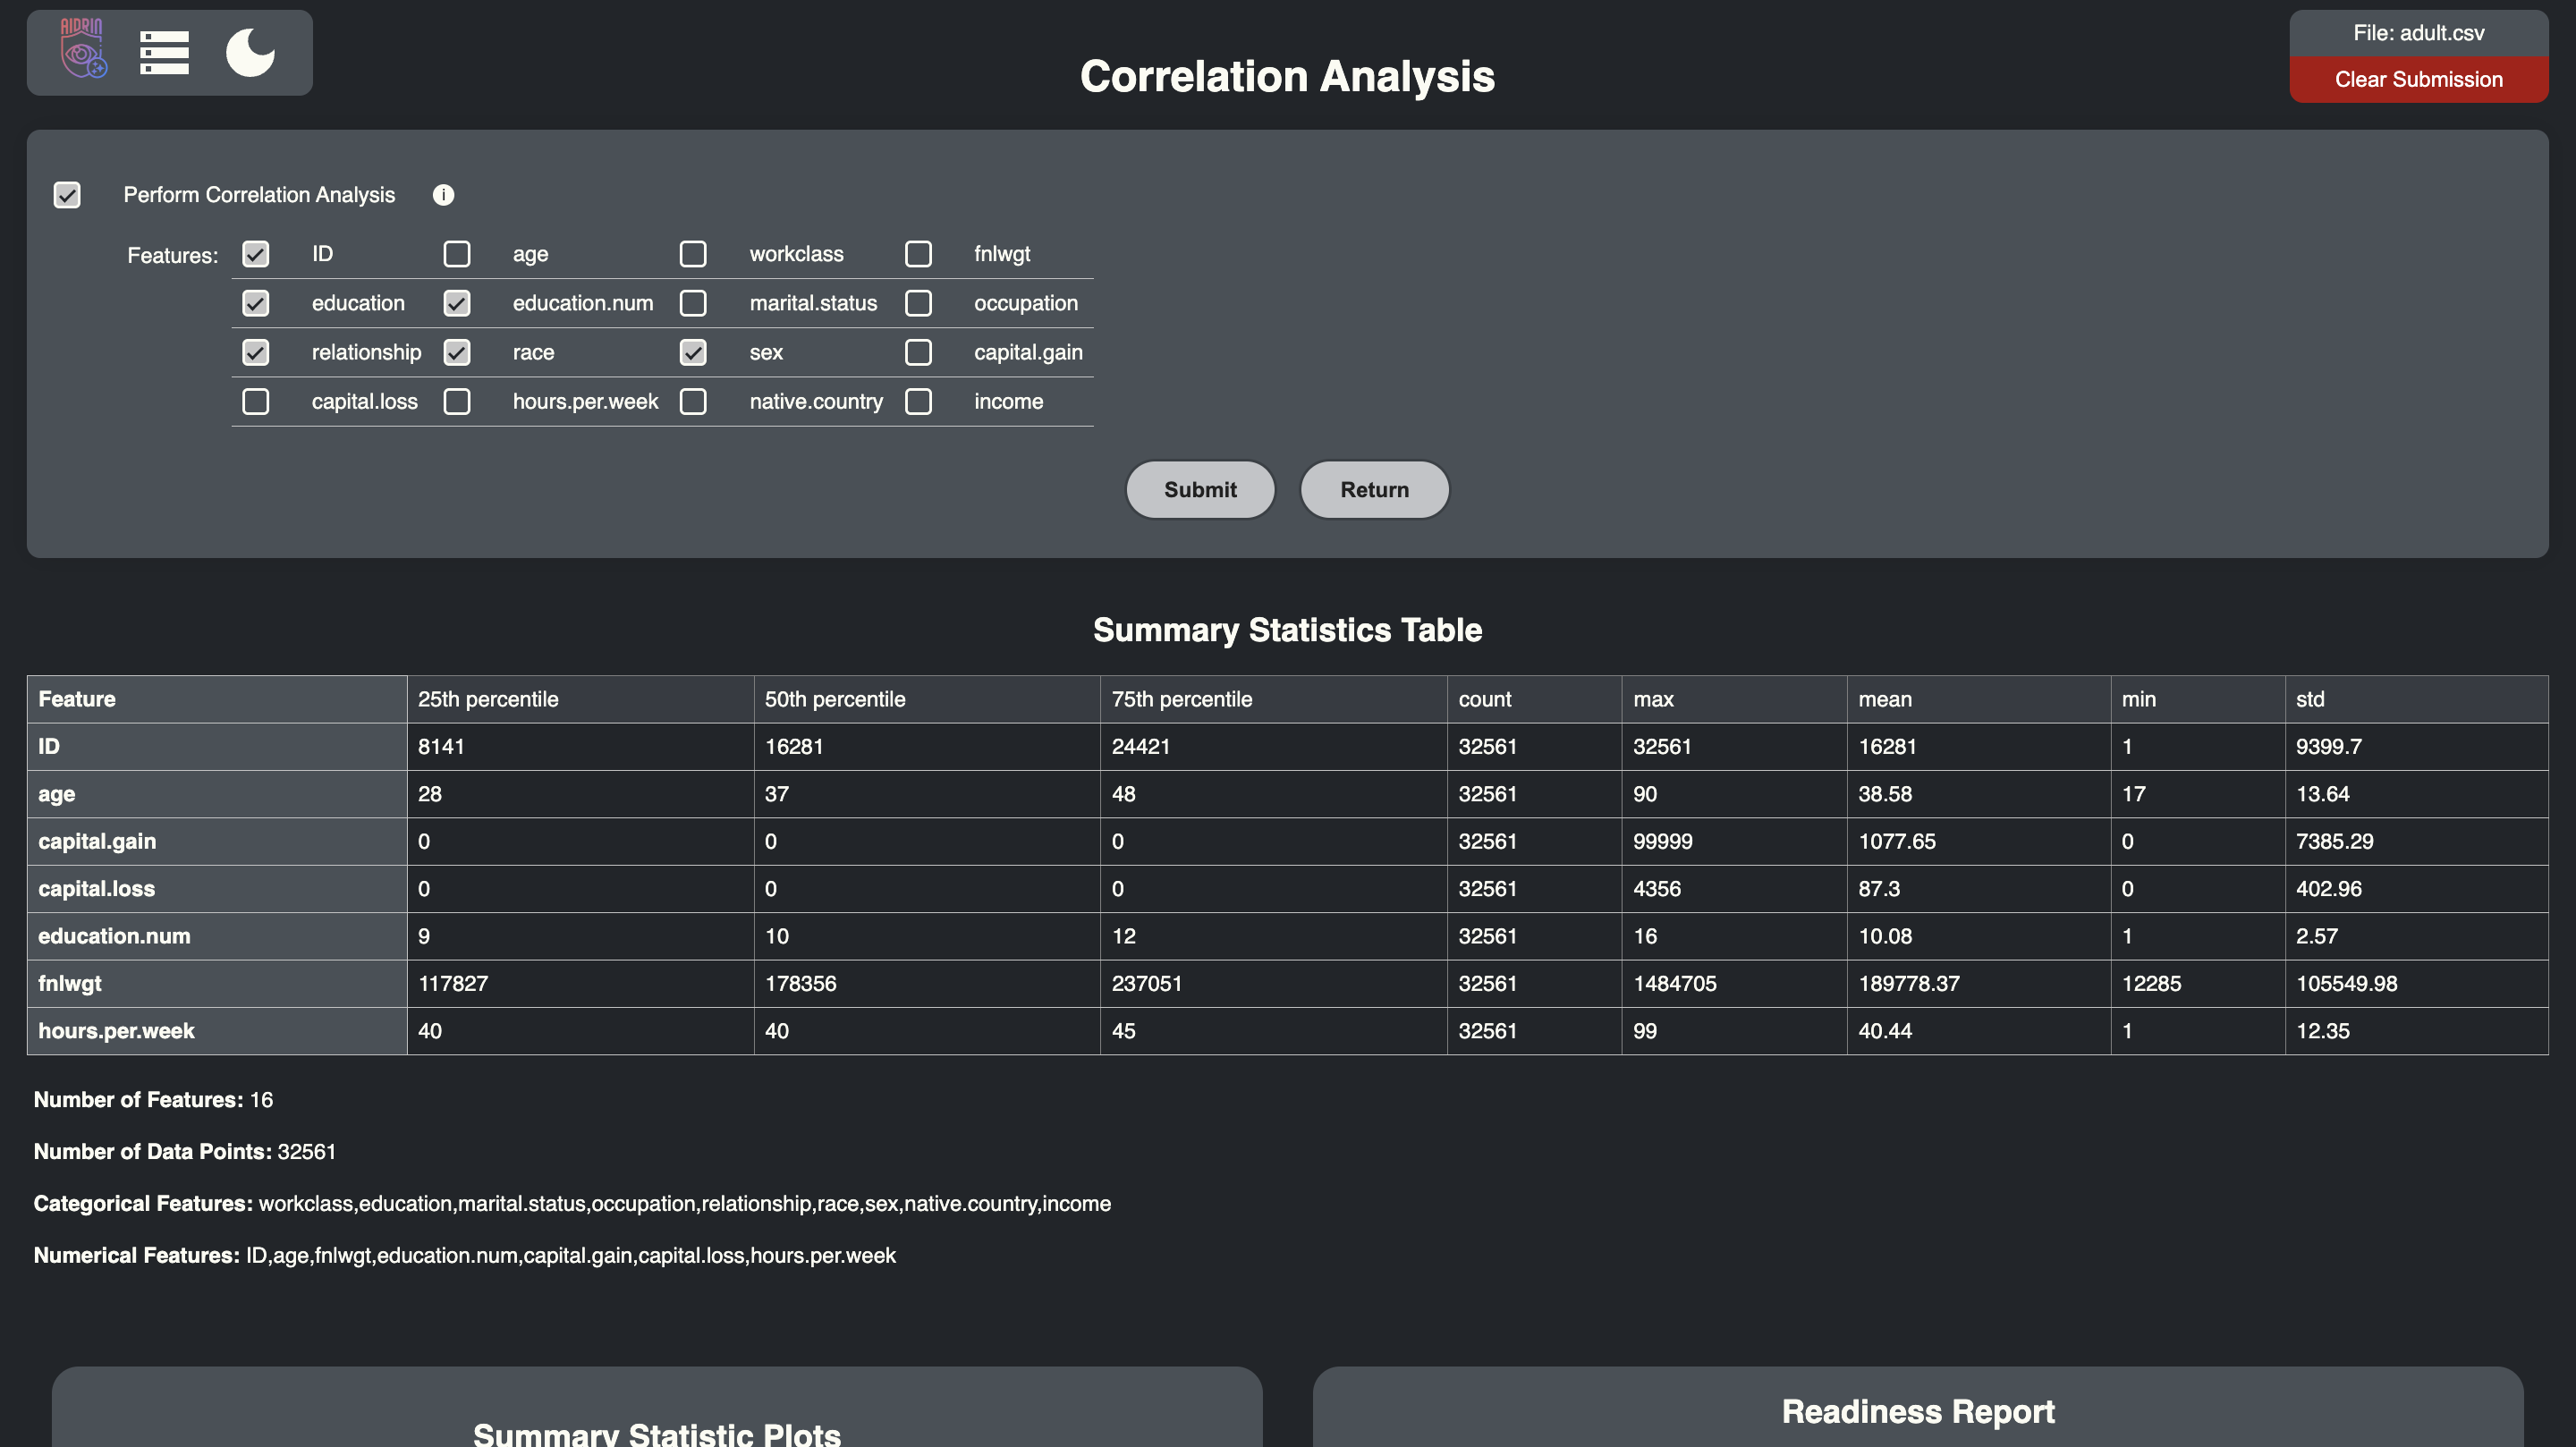 AIDRIN
File: adult.csv
Clear Submission
Correlation Analysis
Perform Correlation Analysis i
Features: ID age workclass fnlwgt
education education.num marital.status occupation
relationship race sex capital.gain
capital.loss hours.per.week native.country income
Submit Return
Summary Statistics Table
Feature 25th percentile 50th percentile 75th percentile count max mean min std
ID 8141 16281 24421 32561 32561 16281 1 9399.7
age 28 37 48 32561 90 38.58 17 13.64
capital.gain 0 0 0 32561 99999 1077.65 0 7385.29
capital.loss 0 0 0 32561 4356 87.3 0 402.96
education.num 9 10 12 32561 16 10.08 1 2.57
fnlwgt 117827 178356 237051 32561 1484705 189778.37 12285 105549.98
hours.per.week 40 40 45 32561 99 40.44 1 12.35
Number of Features: 16
Number of Data Points: 32561
Categorical Features: workclass,education,marital.status,occupation,relationship,race,sex,native.country,income
Numerical Features: ID,age,fnlwgt,education.num,capital.gain,capital.loss,hours.per.week
Summary Statistic Plots
Readiness Report